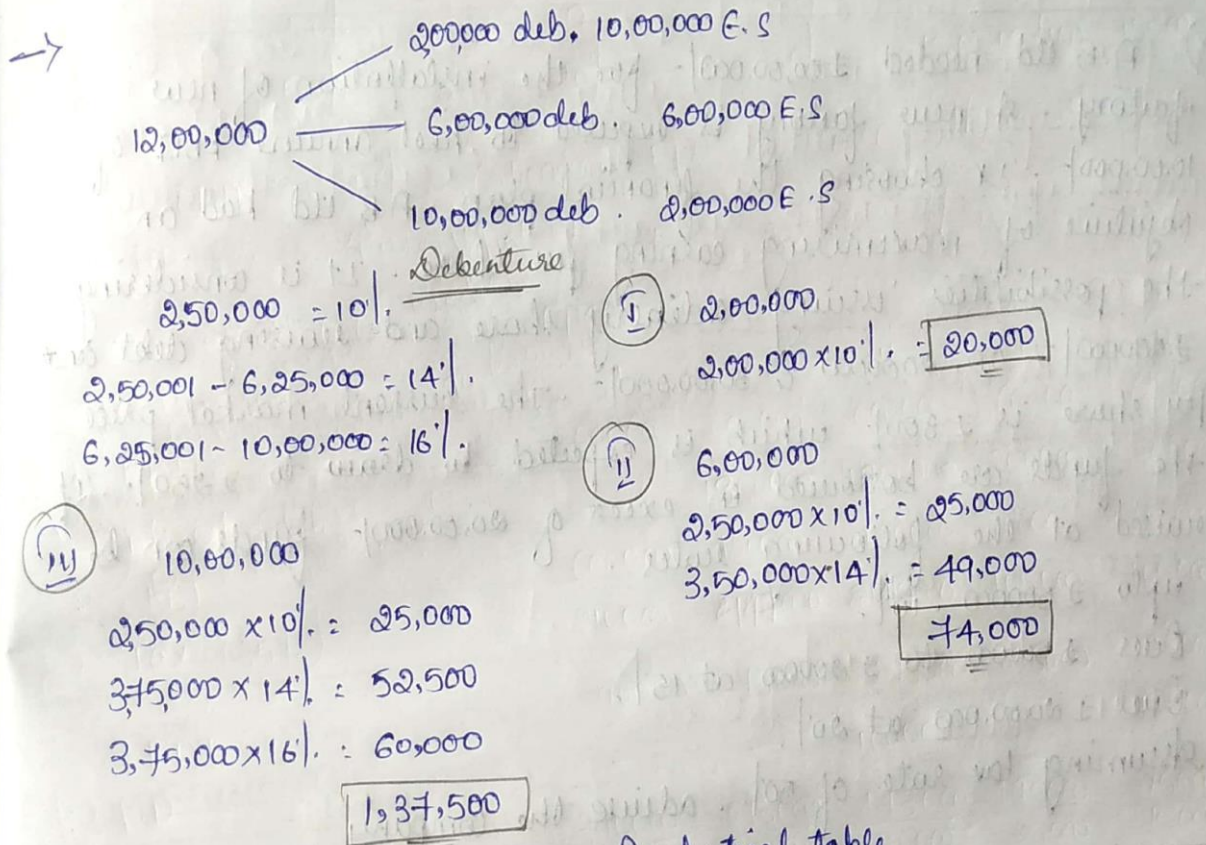 → 2,00,000 deb. 10,00,000 E.S
12,00,000 — 6,00,000 deb. 6,00,000 E.S
10,00,000 deb. 2,00,000 E.S
Debenture
2,50,000 = 10%.
2,50,001 - 6,25,000 = 14%.
6,25,001 - 10,00,000 = 16%.
I 2,00,000
2,00,000 x 10%. = 20,000
II 6,00,000
2,50,000 x 10%. = 25,000
3,50,000 x 14%. = 49,000
74,000
III 10,00,000
2,50,000 x 10%. = 25,000
3,75,000 x 14%. = 52,500
3,75,000 x 16%. = 60,000
1,37,500
table